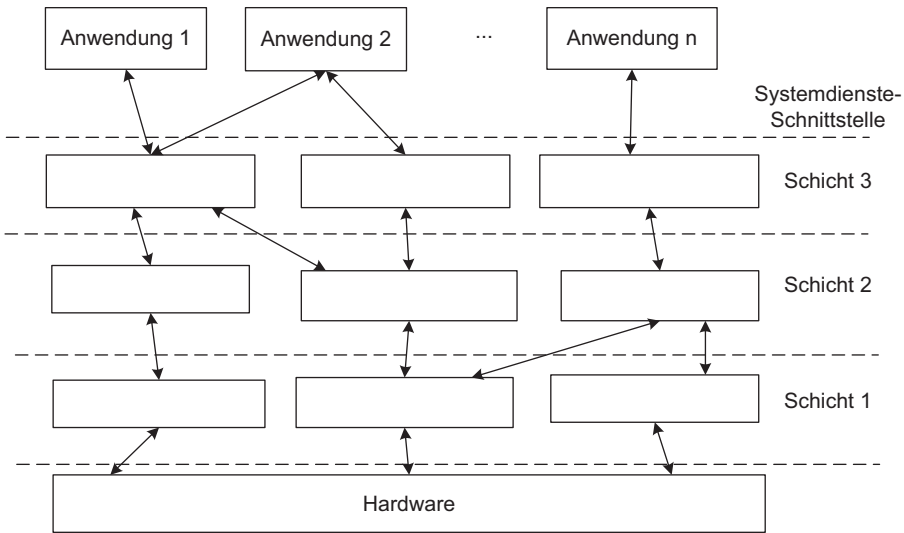 Anwendung 1
Anwendung 2
...
Anwendung n
Systemdienste-
Schnittstelle
Schicht 3
Schicht 2
Schicht 1
Hardware